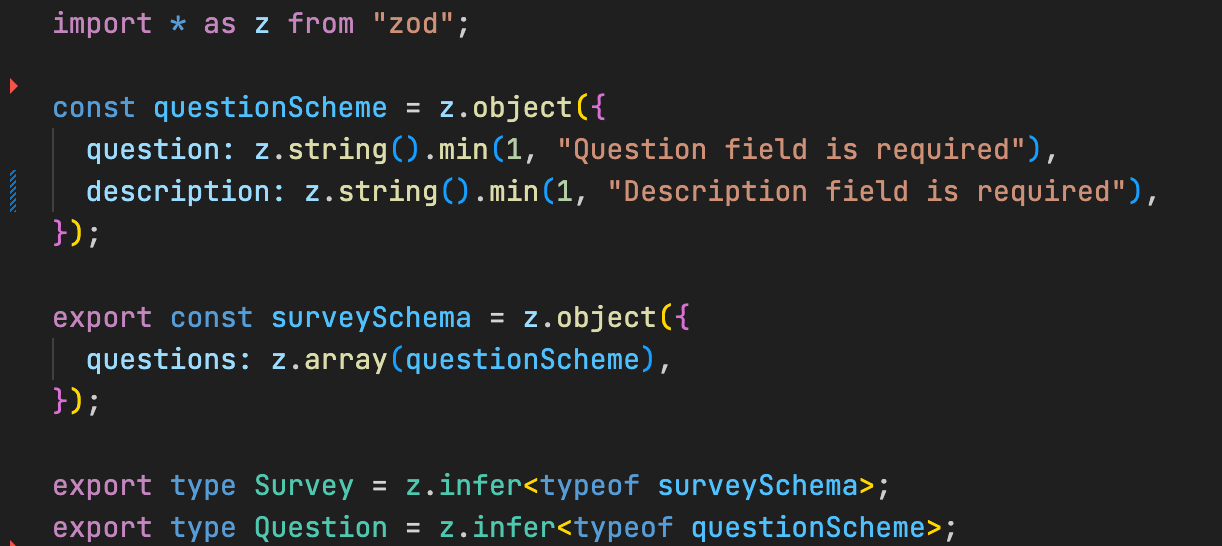 import * as z from "zod";
const questionScheme = z.object({
  question: z.string().min(1, "Question field is required"),
  description: z.string().min(1, "Description field is required"),
});
export const surveySchema = z.object({
  questions: z.array(questionScheme),
});
export type Survey = z.infer<typeof surveySchema>;
export type Question = z.infer<typeof questionScheme>;